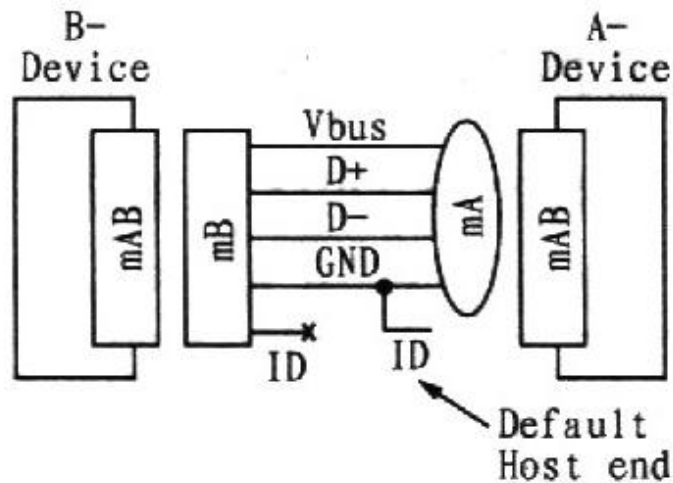 B-
Device
A-
Device
Vbus
D+
D-
GND
mAB
mB
mA
mAB
ID
ID
Default
Host end